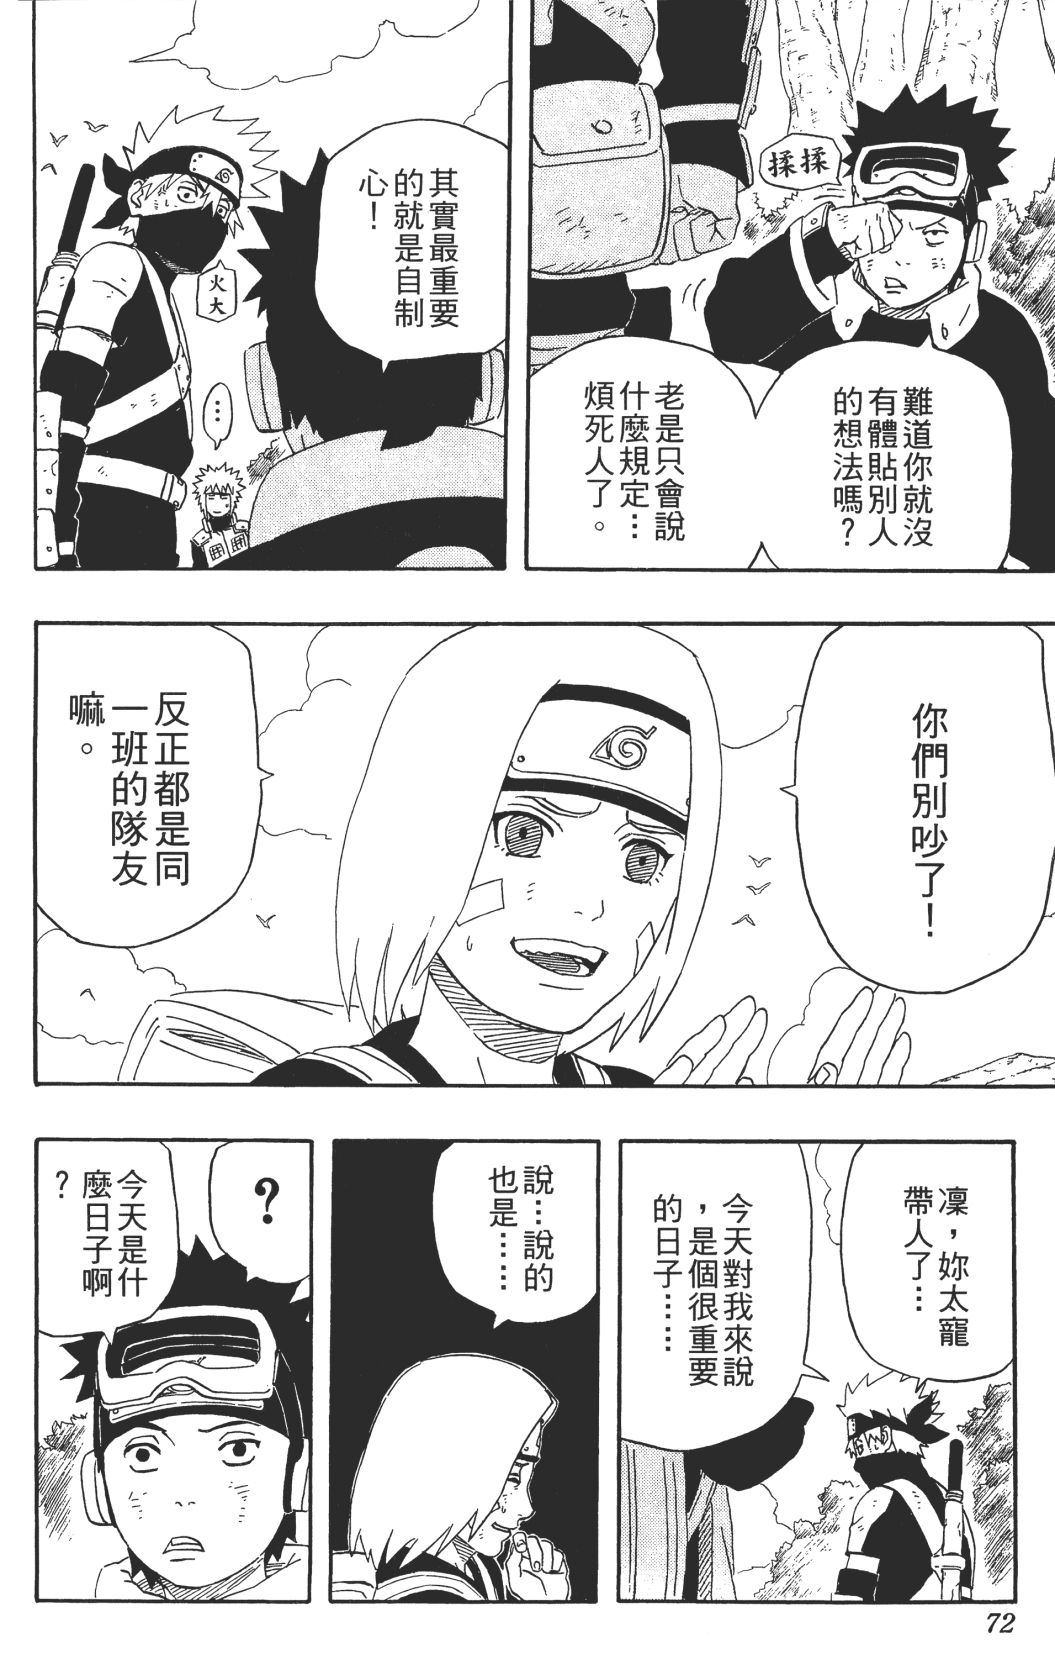 揉揉
難道你就沒
有體貼別人
的想法嗎？
老是只會說
什麼規定…
煩死人了。
其實最重要
的就是自制
心！
火大
…
你們別吵了！
反正都是同
一班的隊友
嘛。
凜，妳太寵
帶人了…
今天對我來說
，是個很重要
的日子……
說…說的
也是……
？
今天是什
麼日子啊
？
72